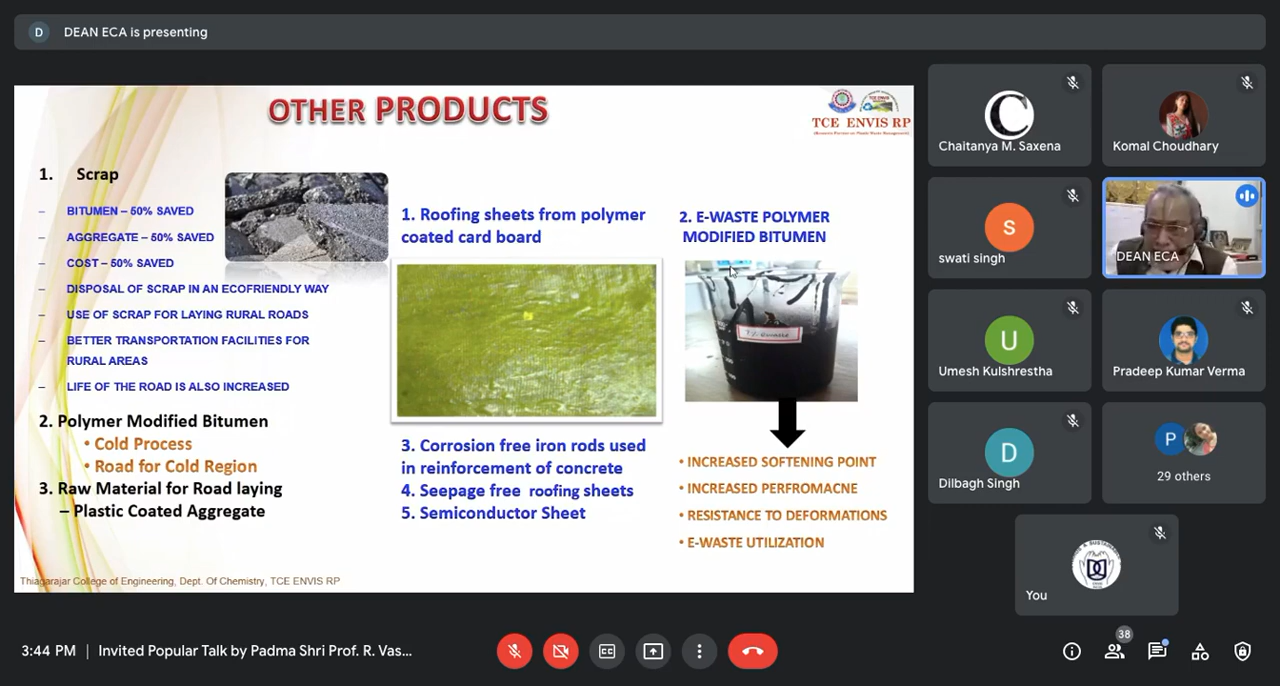 D
DEAN ECA is presenting
OTHER PRODUCTS
TCE ENVIS RP
1. Scrap
– BITUMEN – 50% SAVED
– AGGREGATE – 50% SAVED
– COST – 50% SAVED
– DISPOSAL OF SCRAP IN AN ECOFRIENDLY WAY
– USE OF SCRAP FOR LAYING RURAL ROADS
– BETTER TRANSPORTATION FACILITIES FOR
RURAL AREAS
– LIFE OF THE ROAD IS ALSO INCREASED
2. Polymer Modified Bitumen
• Cold Process
• Road for Cold Region
3. Raw Material for Road laying
– Plastic Coated Aggregate
1. Roofing sheets from polymer
coated card board
3. Corrosion free iron rods used
in reinforcement of concrete
4. Seepage free roofing sheets
5. Semiconductor Sheet
2. E-WASTE POLYMER
MODIFIED BITUMEN
• INCREASED SOFTENING POINT
• INCREASED PERFROMACNE
• RESISTANCE TO DEFORMATIONS
• E-WASTE UTILIZATION
Thiagarajar College of Engineering, Dept. Of Chemistry, TCE ENVIS RP
C
Chaitanya M. Saxena
Komal Choudhary
S
swati singh
DEAN ECA
U
Umesh Kulshrestha
Pradeep Kumar Verma
D
Dilbagh Singh
P
29 others
You
3:44 PM | Invited Popular Talk by Padma Shri Prof. R. Vas...
CC
38